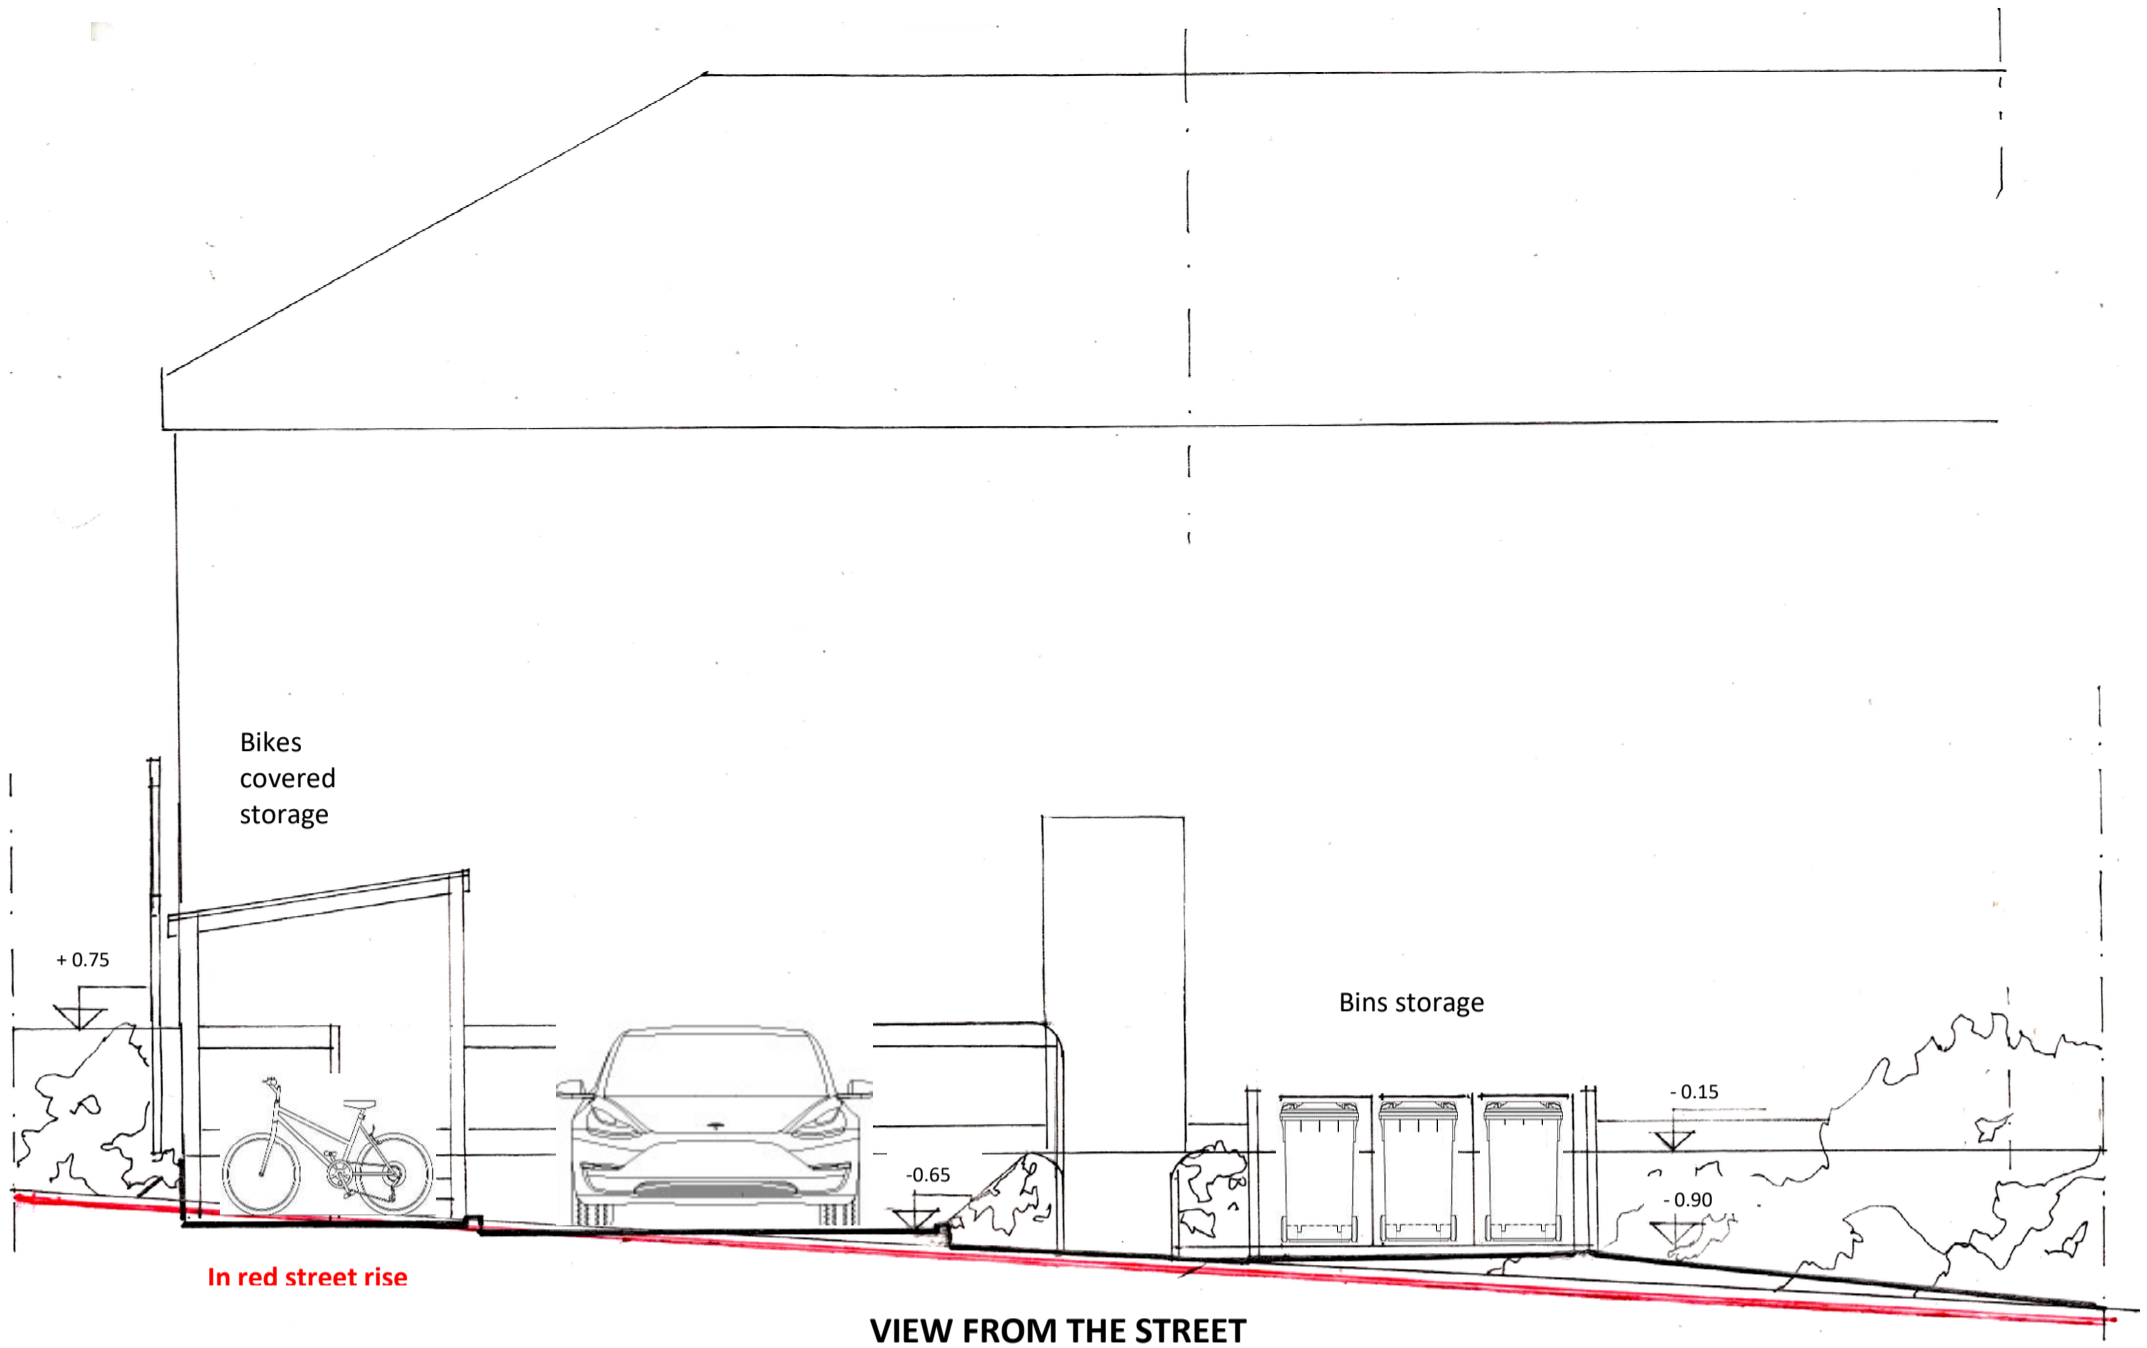 Bikes
covered
storage
+ 0.75
Bins storage
- 0.15
-0.65
- 0.90
In red street rise
VIEW FROM THE STREET